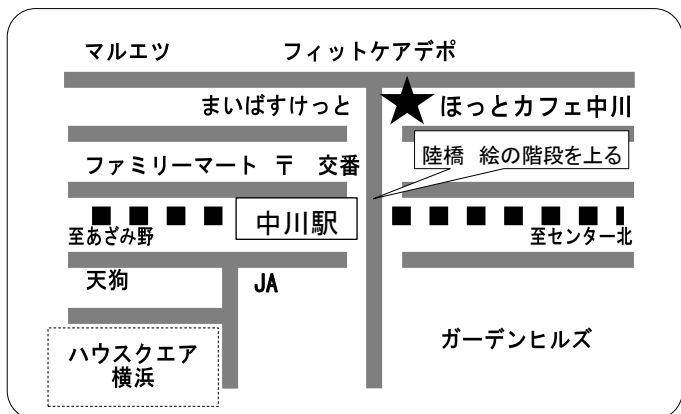 マルエツ
フィットケアデポ
まいばすけっと
ほっとカフェ中川
ファミリーマート 〒 交番
陸橋 絵の階段を上る
中川駅
至あざみ野
至センター北
天狗
JA
ハウスクエア
横浜
ガーデンヒルズ